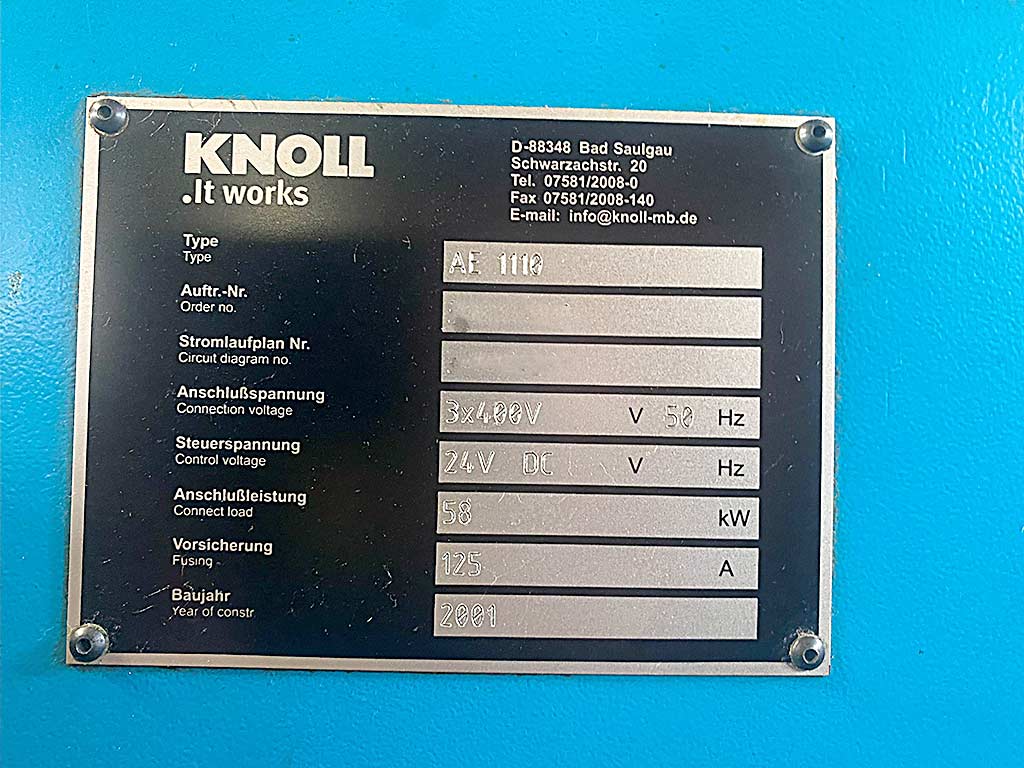 KNOLL
.It works
D-88348 Bad Saulgau
Schwarzachstr. 20
Tel. 07581/2008-0
Fax 07581/2008-140
E-mail: info@knoll-mb.de
Type
Type
AE 1110
Auftr.-Nr.
Order no.
Stromlaufplan Nr.
Circuit diagram no.
Anschlußspannung
Connection voltage
3x400V V 50 Hz
Steuerspannung
Control voltage
24V DC V Hz
Anschlußleistung
Connect load
58 kW
Vorsicherung
Fusing
125 A
Baujahr
Year of constr.
2001